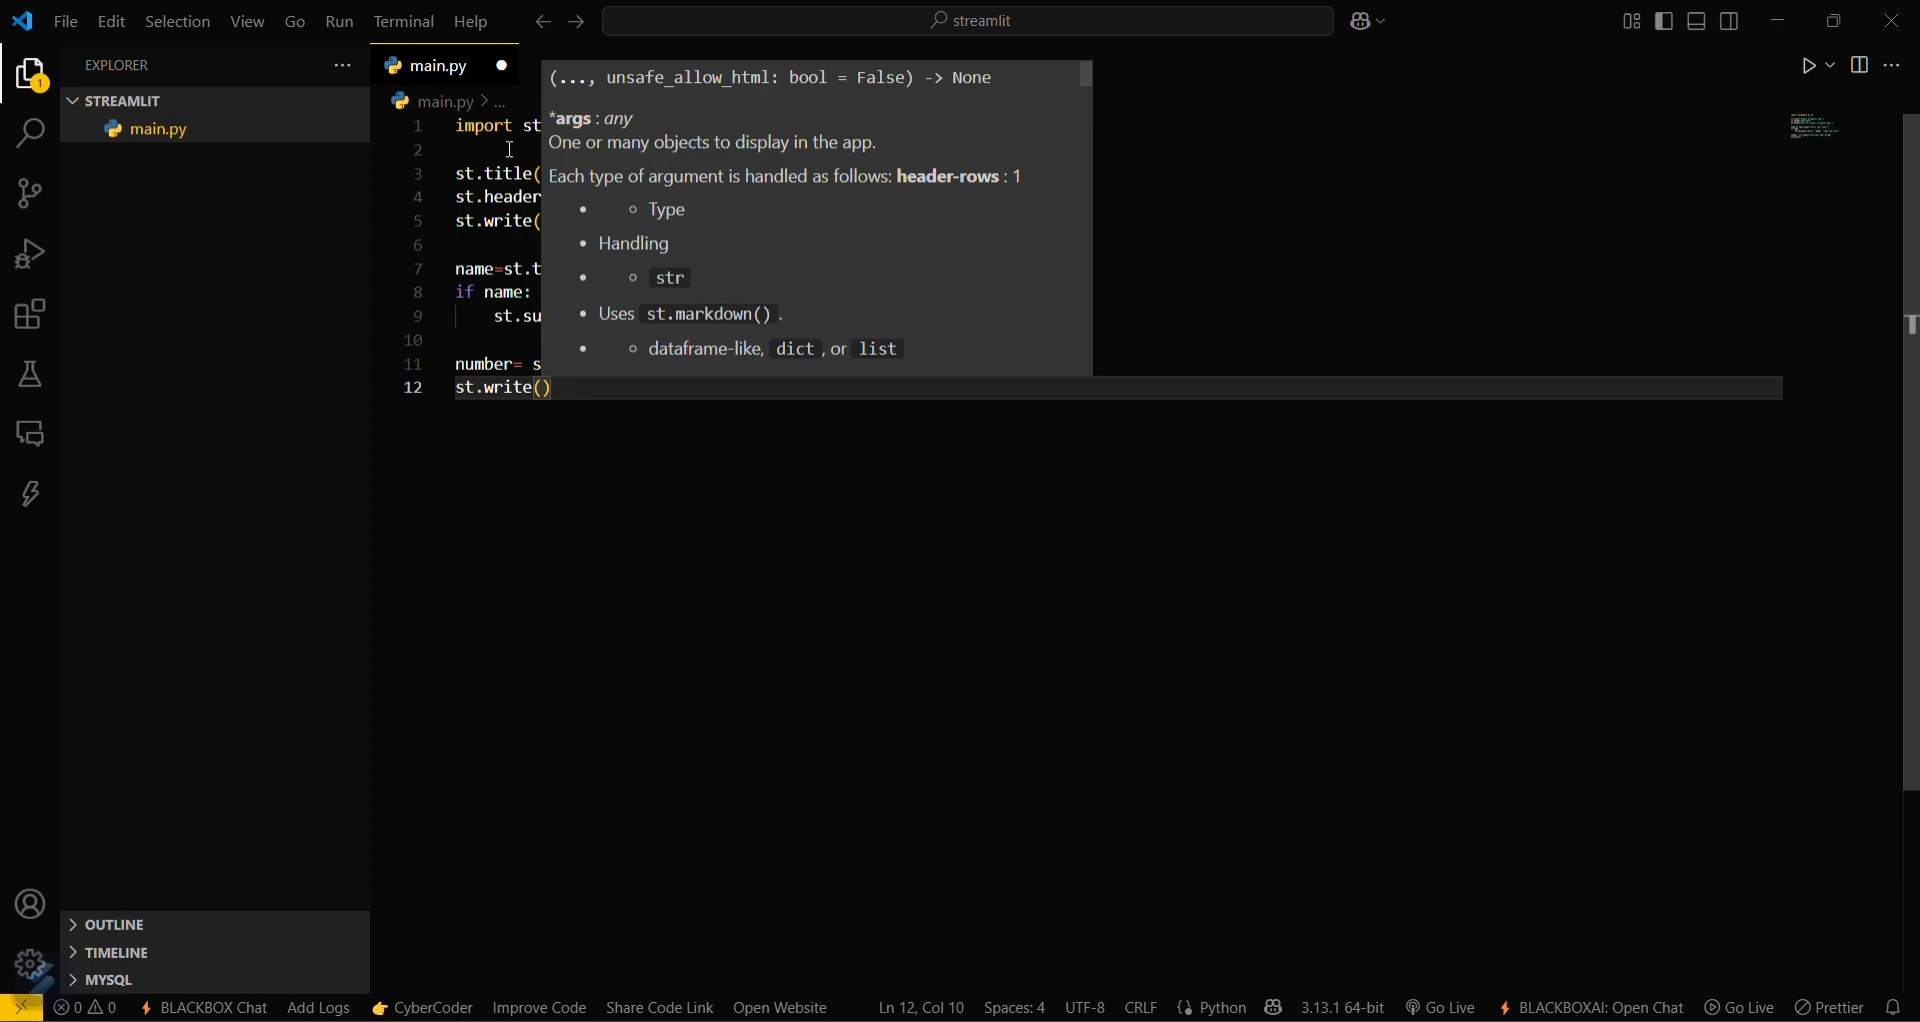 File Edit Selection View Go Run Terminal Help
streamlit
EXPLORER
STREAMLIT
main.py
main.py
main.py > ...
(..., unsafe_allow_html: bool = False) -> None
*args : any
One or many objects to display in the app.
Each type of argument is handled as follows: header-rows : 1
Type
Handling
str
Uses st.markdown() .
dataframe-like, dict , or list
1 import st
2
3 st.title(
4 st.header
5 st.write(
6
7 name=st.t
8 if name:
9 st.su
10
11 number= s
12 st.write()
OUTLINE
TIMELINE
MYSQL
1
0 0 BLACKBOX Chat Add Logs CyberCoder Improve Code Share Code Link Open Website Ln 12, Col 10 Spaces: 4 UTF-8 CRLF {} Python 3.13.1 64-bit Go Live BLACKBOXAI: Open Chat Go Live Prettier